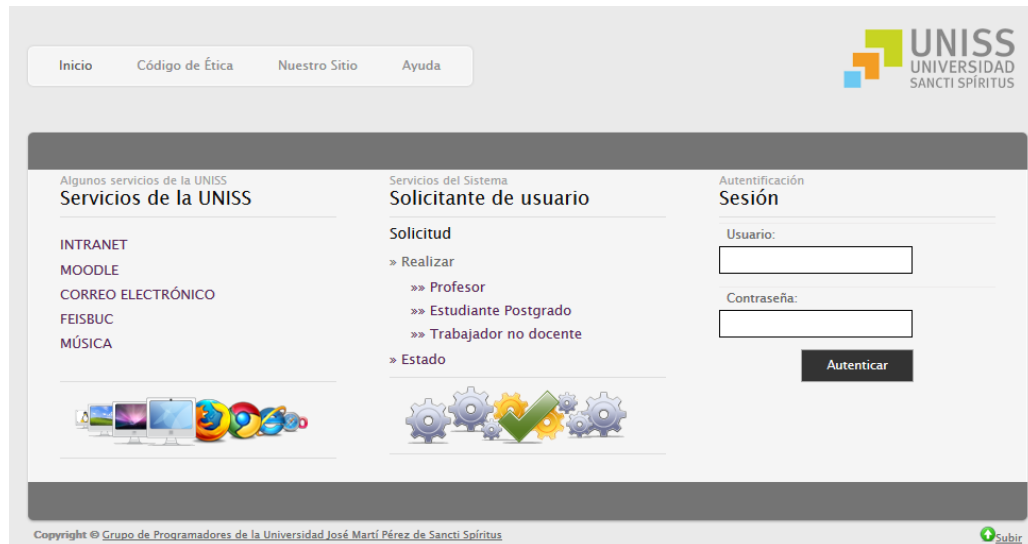 Inicio Código de Ética Nuestro Sitio Ayuda
UNISS
UNIVERSIDAD
SANCTI SPÍRITUS
Algunos servicios de la UNISS
Servicios de la UNISS
INTRANET
MOODLE
CORREO ELECTRÓNICO
FEISBUC
MÚSICA
Servicios del Sistema
Solicitante de usuario
Solicitud
» Realizar
»» Profesor
»» Estudiante Postgrado
»» Trabajador no docente
» Estado
Autentificación
Sesión
Usuario:
Contraseña:
Autenticar
Copyright © Grupo de Programadores de la Universidad José Martí Pérez de Sancti Spíritus
Subir